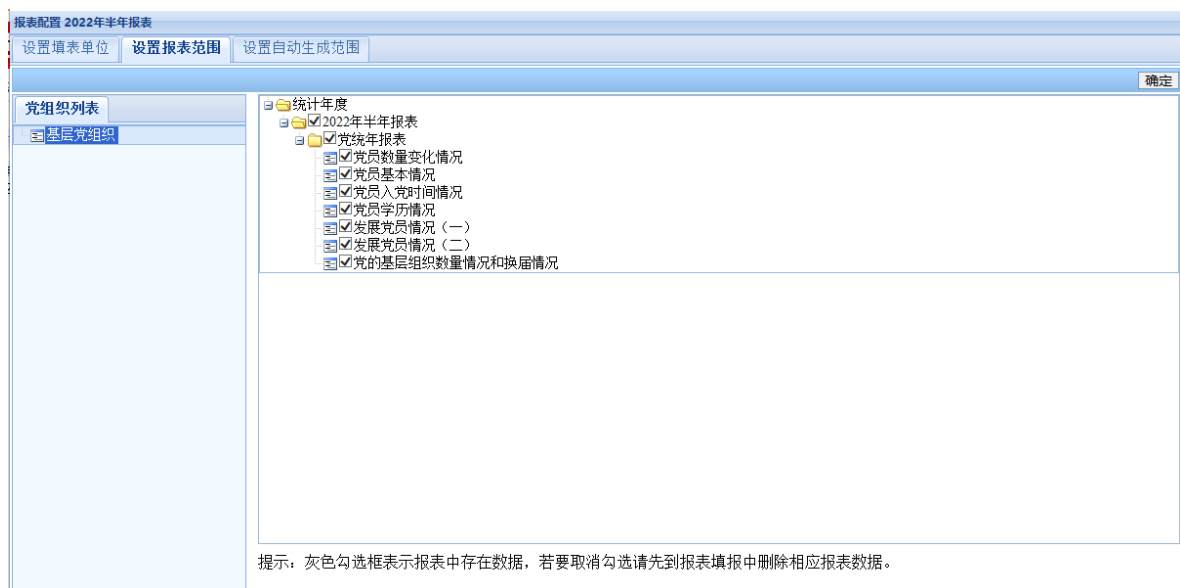 报表配置 2022年半年报表
设置填表单位 设置报表范围 设置自动生成范围
确定
党组织列表
基层党组织
统计年度
2022年半年报表
党统年报表
党员数量变化情况
党员基本情况
党员入党时间情况
党员学历情况
发展党员情况（一）
发展党员情况（二）
党的基层组织数量情况和换届情况
提示：灰色勾选框表示报表中存在数据，若要取消勾选请先到报表填报中删除相应报表数据。